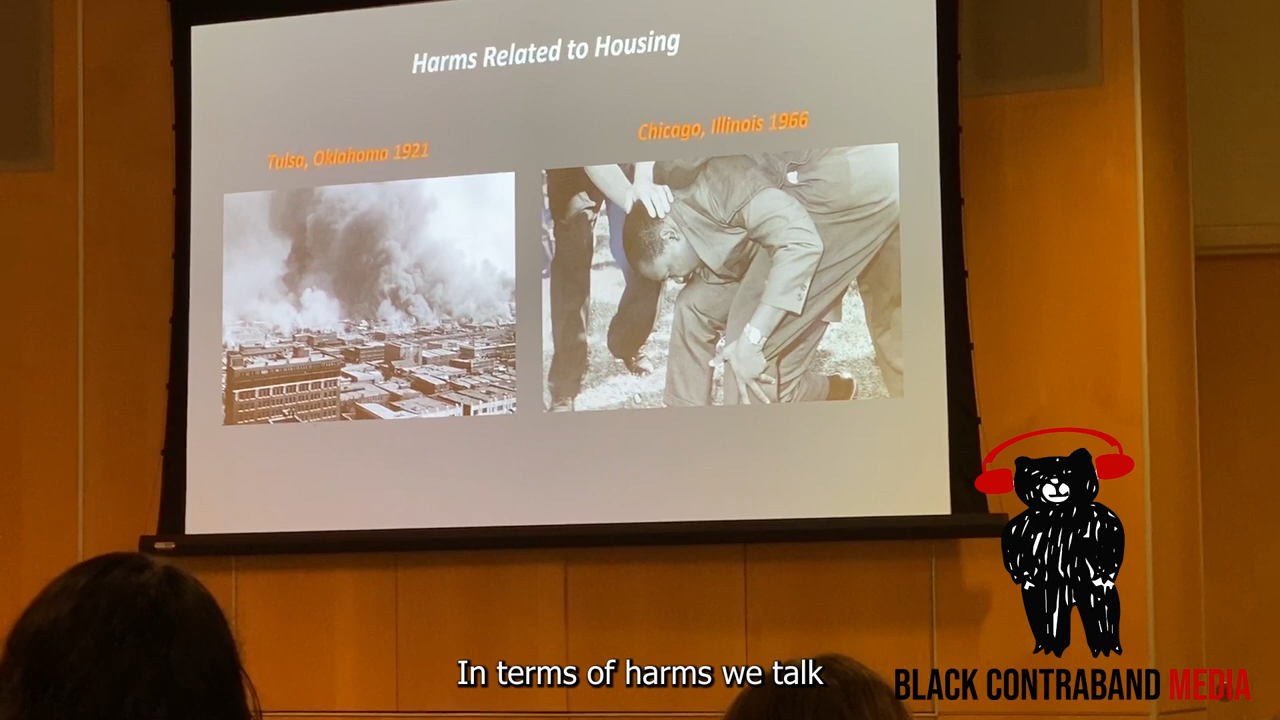 Harms Related to Housing
Tulsa, Oklahoma 1921
Chicago, Illinois 1966
In terms of harms we talk
BLACK CONTRABAND MEDIA